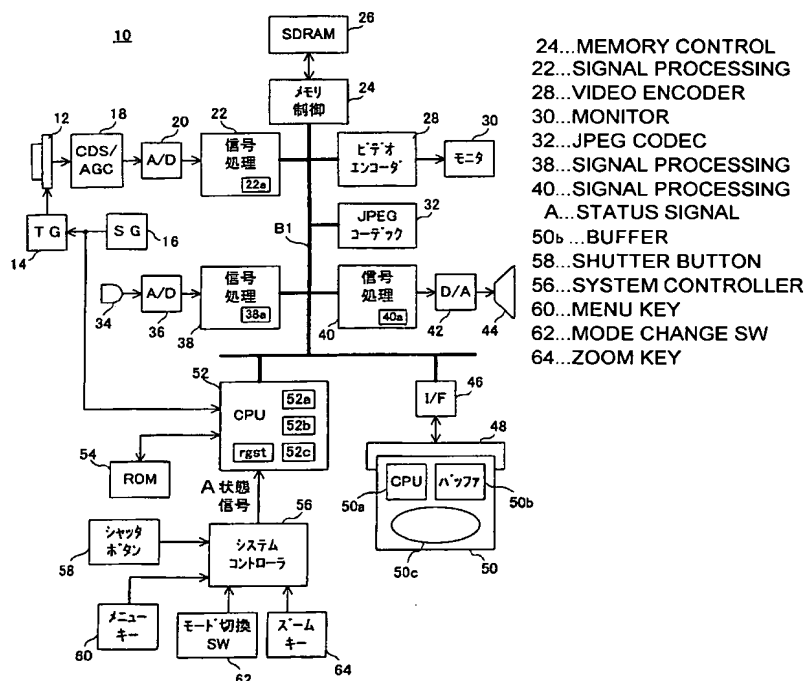 10
SDRAM
26
メモリ
制御
24
12
18
CDS/
AGC
20
A/D
22
信号
処理
22a
28
ビデオ
エンコーダ
30
モニタ
TG
14
SG
16
B1
JPEG
コーデック
32
34
A/D
36
信号
処理
38a
38
信号
処理
40a
40
D/A
42
44
52
CPU
52a
52b
rgst
52c
54
ROM
I/F
46
48
CPU
バッファ
50a
50b
50c
50
A 状態
信号
56
シャッタ
ボタン
58
システム
コントローラ
メニュー
キー
60
モード切換
SW
62
ズーム
キー
64
24...MEMORY CONTROL
22...SIGNAL PROCESSING
28...VIDEO ENCODER
30...MONITOR
32...JPEG CODEC
38...SIGNAL PROCESSING
40...SIGNAL PROCESSING
A...STATUS SIGNAL
50b...BUFFER
58...SHUTTER BUTTON
56...SYSTEM CONTROLLER
60...MENU KEY
62...MODE CHANGE SW
64...ZOOM KEY